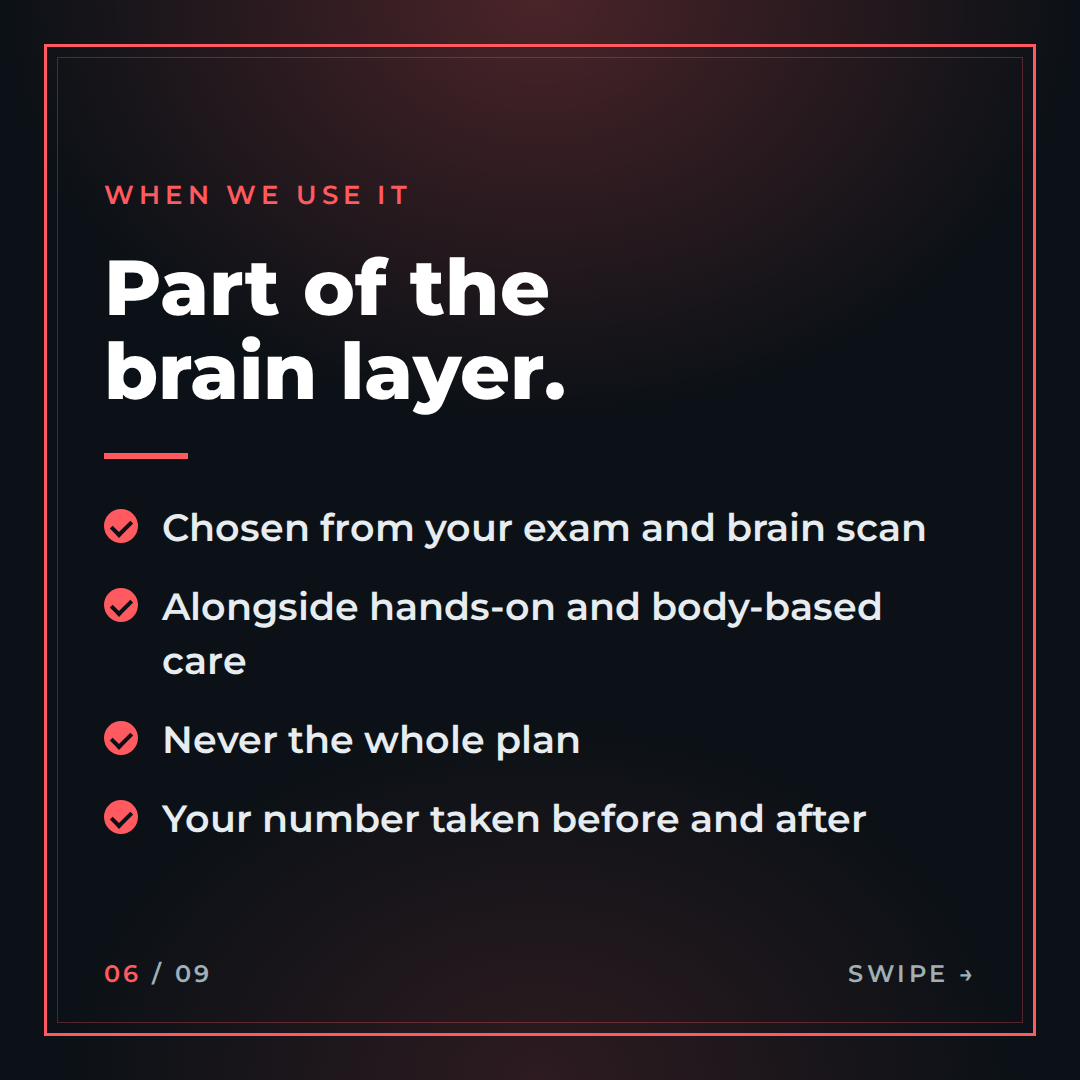 WHEN WE USE IT
Part of the
brain layer.
Chosen from your exam and brain scan
Alongside hands-on and body-based
care
Never the whole plan
Your number taken before and after
06 / 09
SWIPE →